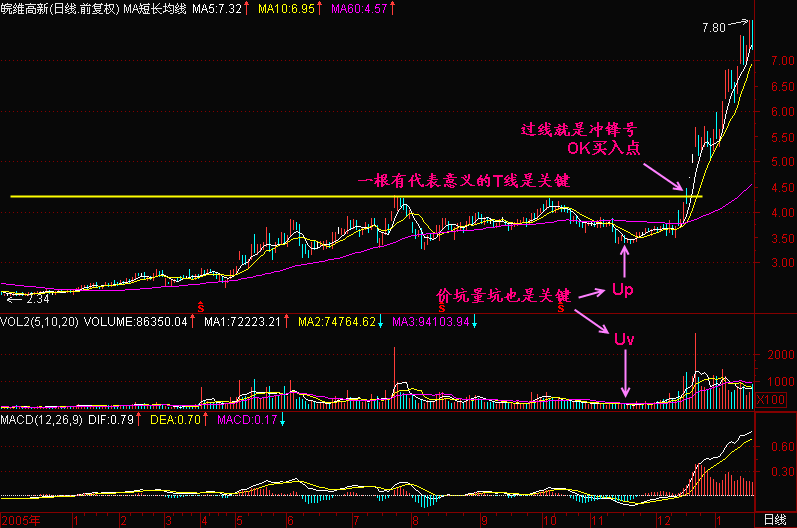 皖维高新(日线.前复权) MA短长均线 MA5:7.32↑ MA10:6.95↑ MA60:4.57↑
7.80
7.00
6.50
6.00
5.50
过线就是冲锋号
OK买入点
5.00
一根有代表意义的T线是关键
4.50
4.00
3.50
3.00
价坑量坑也是关键
Up
2.34
S
S
S
VOL2(5,10,20) VOLUME:86350.04↑ MA1:72223.21↑ MA2:74764.62↓ MA3:94103.94↓
Uv
2000
1000
X100
MACD(12,26,9) DIF:0.79↑ DEA:0.70↑ MACD:0.17↓
0.60
0.30
2005年 1 2 3 4 5 6 7 8 9 10 11 12 1 日线